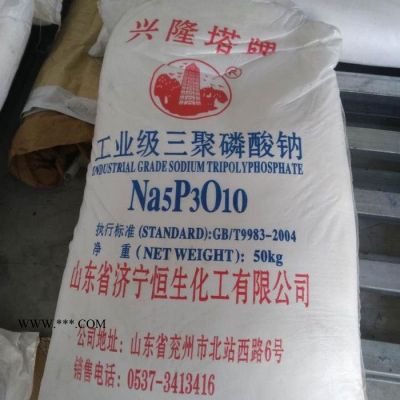 兴隆塔牌
®
工业级三聚磷酸钠
INDUSTRIAL GRADE SODIUM TRIPOLYPHOSPHATE
Na5P3O10
执行标准(STANDARD):GB/T9983-2004
净 重(NET WEIGHT): 50kg
山东省济宁恒生化工有限公司
WWW.***.COM
公司地址: 山东省兖州市北站西路6号
销售电话: 0537-3413416